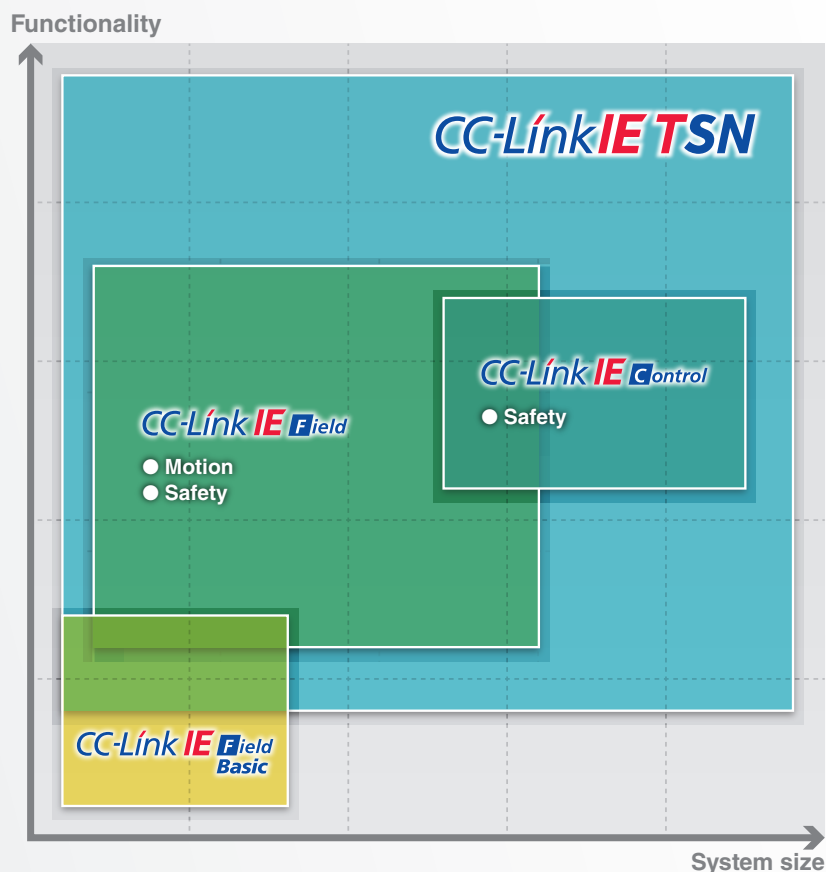 Functionality
CC-Link IE TSN
CC-Link IE Control
Safety
CC-Link IE Field
Motion
Safety
CC-Link IE Field
Basic
System size